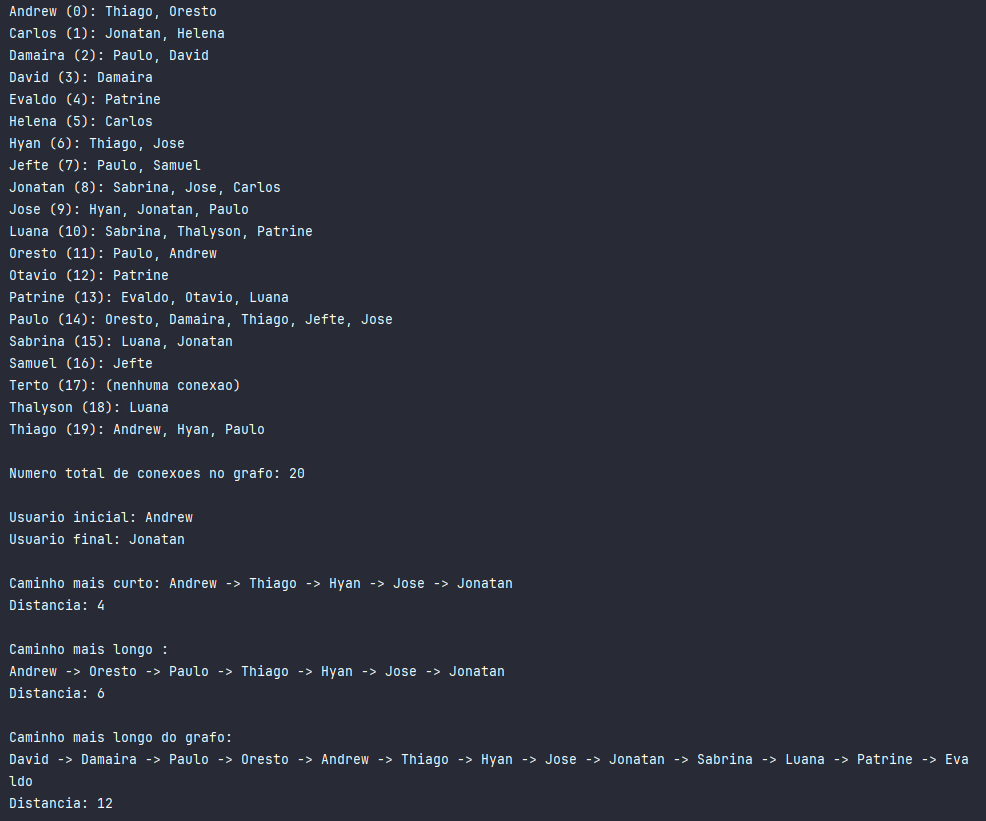 Andrew (0): Thiago, Oresto
Carlos (1): Jonatan, Helena
Damaira (2): Paulo, David
David (3): Damaira
Evaldo (4): Patrine
Helena (5): Carlos
Hyan (6): Thiago, Jose
Jefte (7): Paulo, Samuel
Jonatan (8): Sabrina, Jose, Carlos
Jose (9): Hyan, Jonatan, Paulo
Luana (10): Sabrina, Thalyson, Patrine
Oresto (11): Paulo, Andrew
Otavio (12): Patrine
Patrine (13): Evaldo, Otavio, Luana
Paulo (14): Oresto, Damaira, Thiago, Jefte, Jose
Sabrina (15): Luana, Jonatan
Samuel (16): Jefte
Terto (17): (nenhuma conexao)
Thalyson (18): Luana
Thiago (19): Andrew, Hyan, Paulo
Numero total de conexoes no grafo: 20
Usuario inicial: Andrew
Usuario final: Jonatan
Caminho mais curto: Andrew -> Thiago -> Hyan -> Jose -> Jonatan
Distancia: 4
Caminho mais longo :
Andrew -> Oresto -> Paulo -> Thiago -> Hyan -> Jose -> Jonatan
Distancia: 6
Caminho mais longo do grafo:
David -> Damaira -> Paulo -> Oresto -> Andrew -> Thiago -> Hyan -> Jose -> Jonatan -> Sabrina -> Luana -> Patrine -> Eva
ldo
Distancia: 12